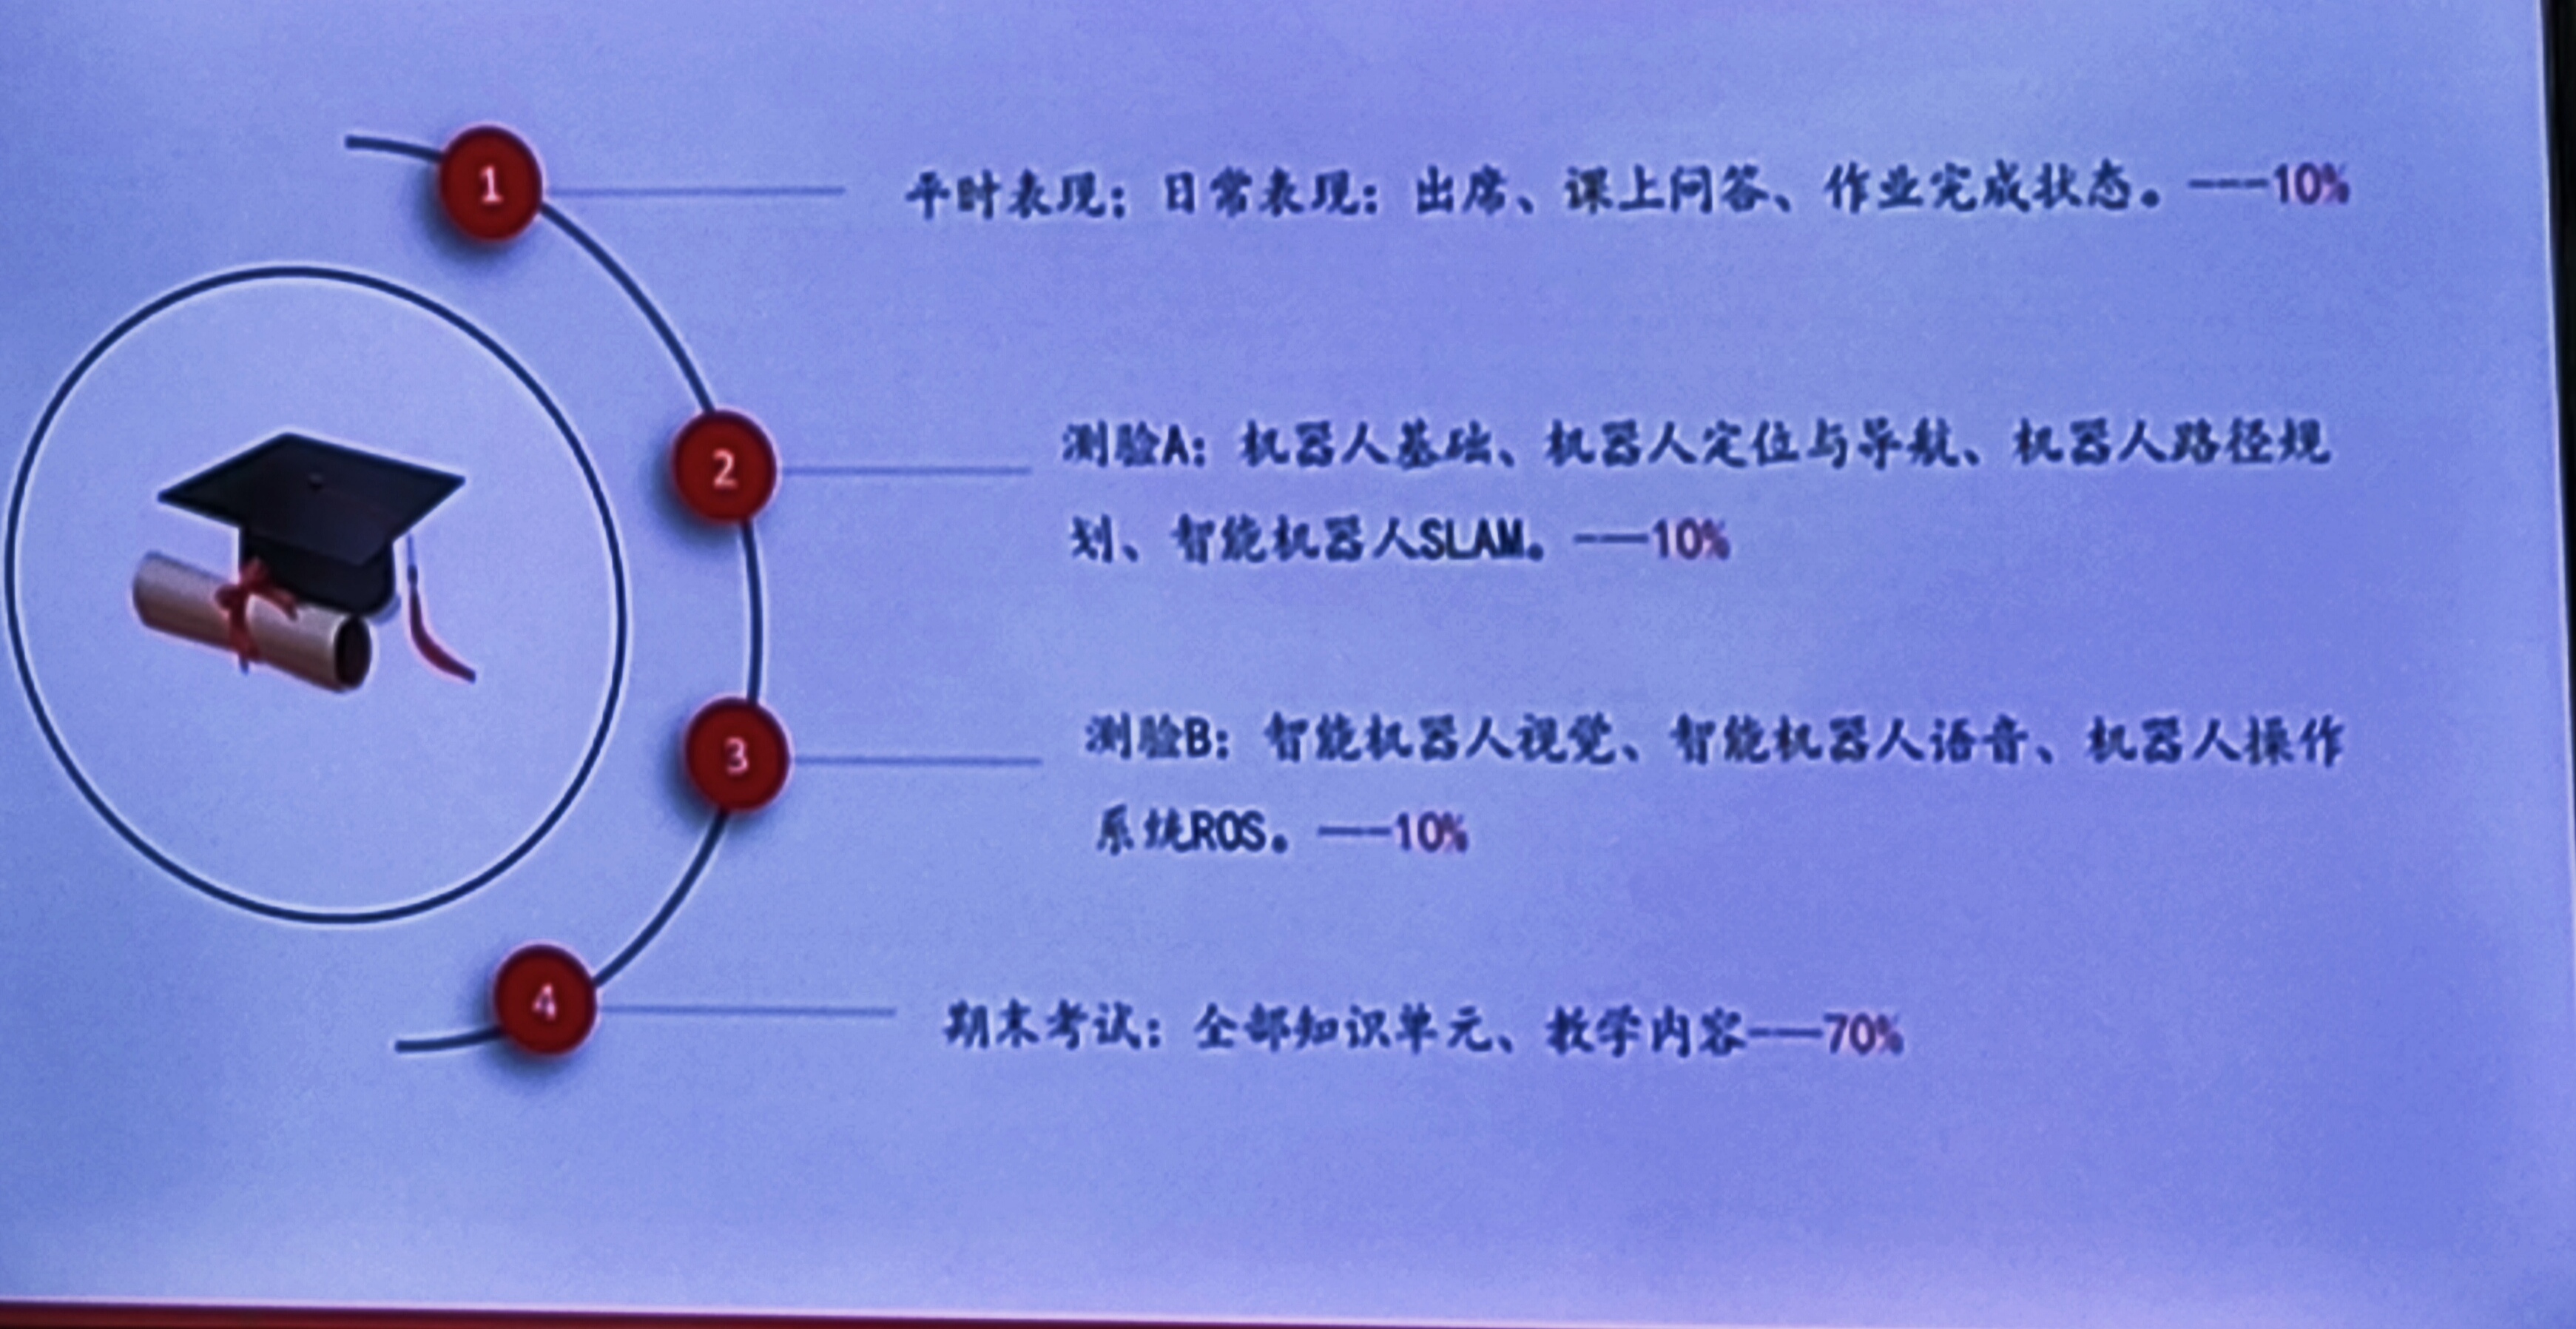 1
平时表现；日常表现：出席、课上问答、作业完成状态。---10%
2
测验A：机器人基础、机器人定位与导航、机器人路径规
划、智能机器人SLAM。---10%
3
测验B：智能机器人视觉、智能机器人语音、机器人操作
系统ROS。---10%
4
期末考试：全部知识单元、教学内容---70%